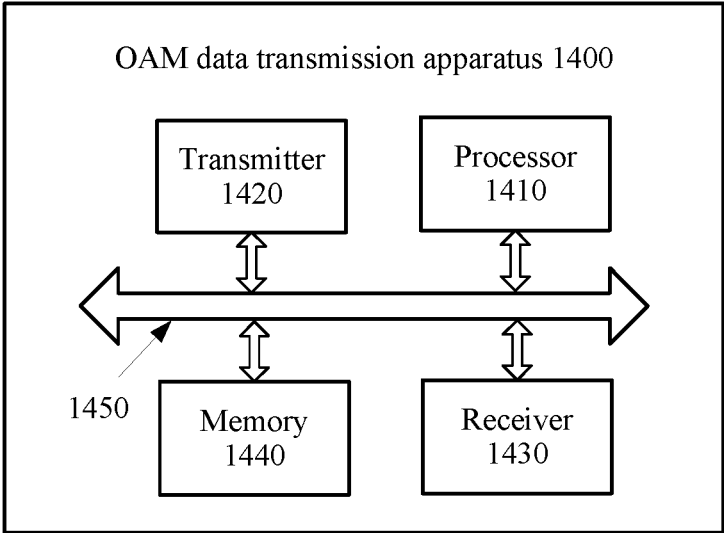 OAM data transmission apparatus 1400
Transmitter
1420
Processor
1410
1450
Memory
1440
Receiver
1430